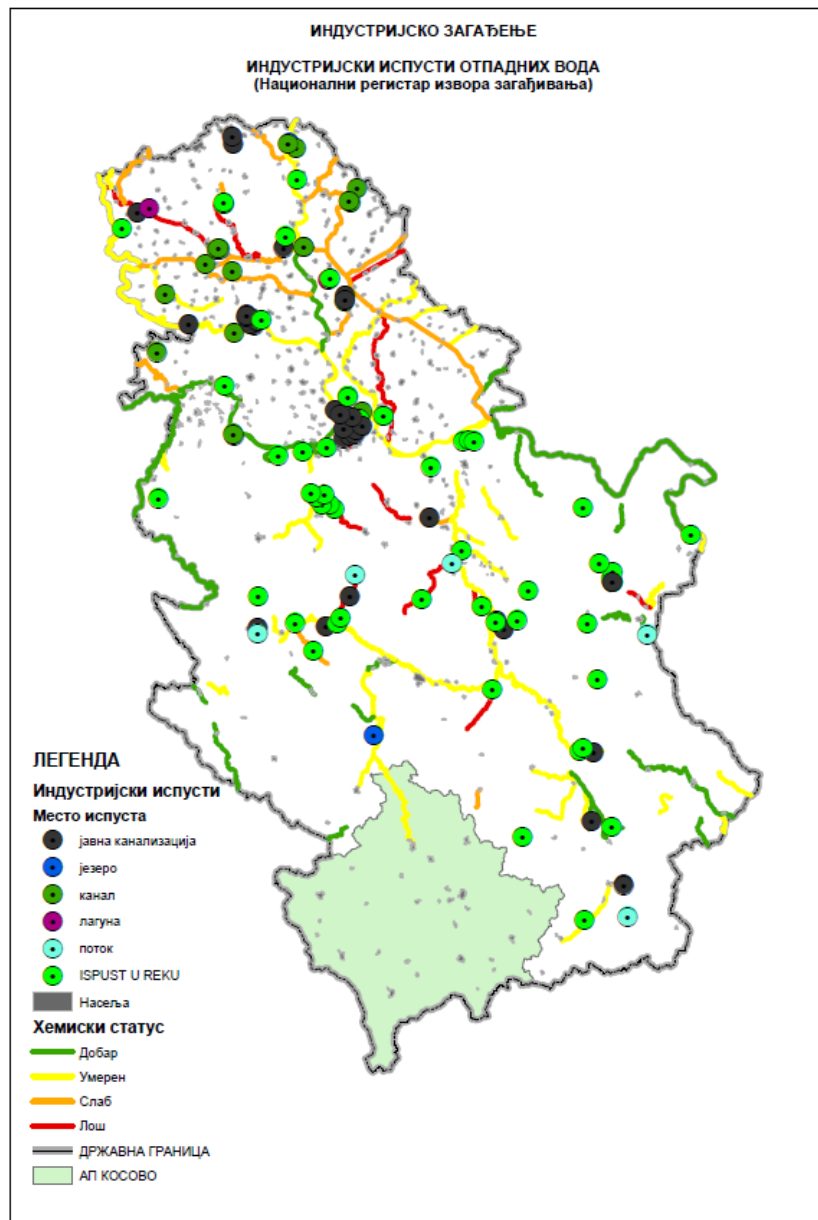 ИНДУСТРИЈСКО ЗАГАЂЕЊЕ
ИНДУСТРИЈСКИ ИСПУСТИ ОТПАДНИХ ВОДА
(Национални регистар извора загађивања)
ЛЕГЕНДА
Индустријски испусти
Место испуста
јавна канализација
језеро
канал
лагуна
поток
ISPUST U REKU
Насеља
Хемиски статус
Добар
Умерен
Слаб
Лош
ДРЖАВНА ГРАНИЦА
АП КОСОВО